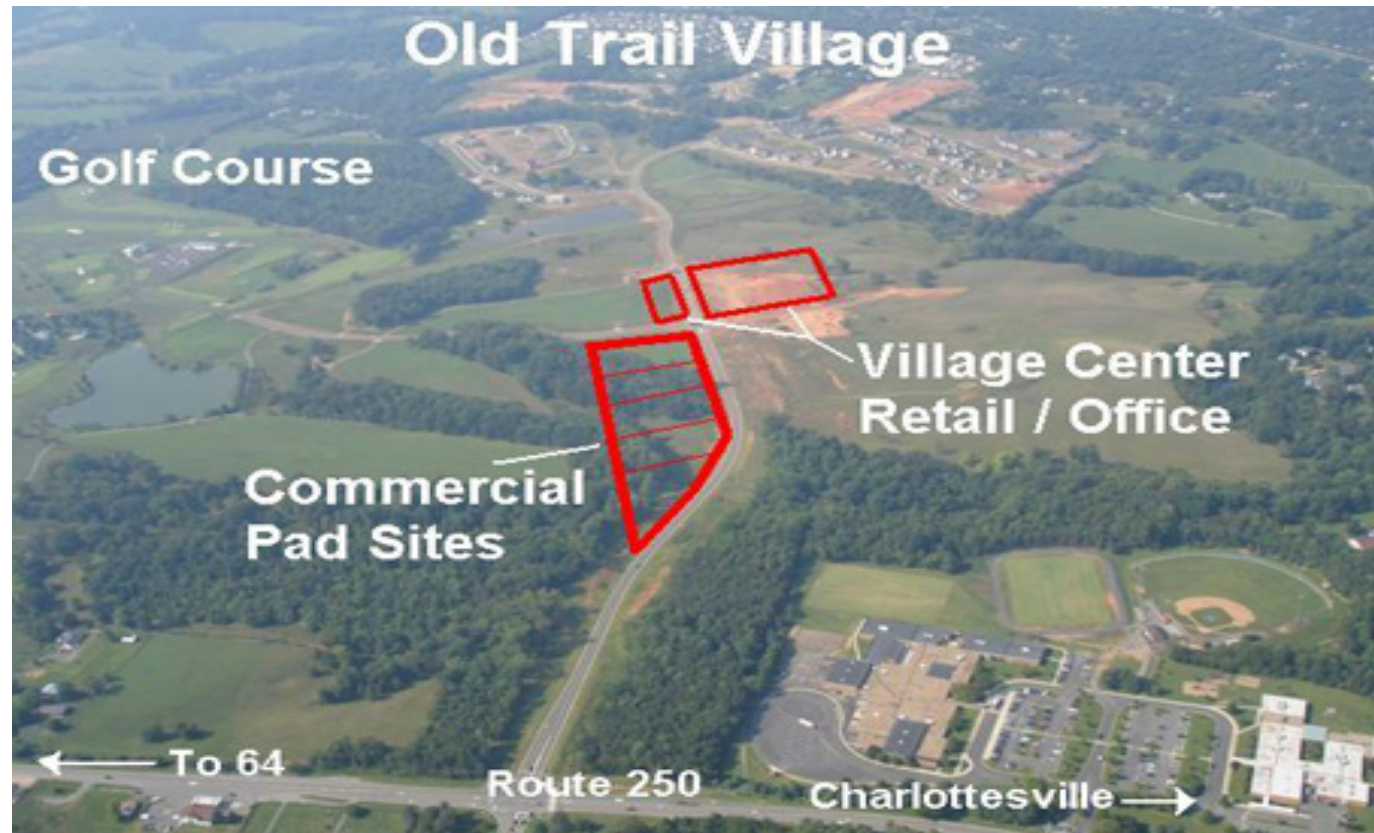 Old Trail Village
Golf Course
Village Center
Retail / Office
Commercial
Pad Sites
To 64
Route 250
Charlottesville